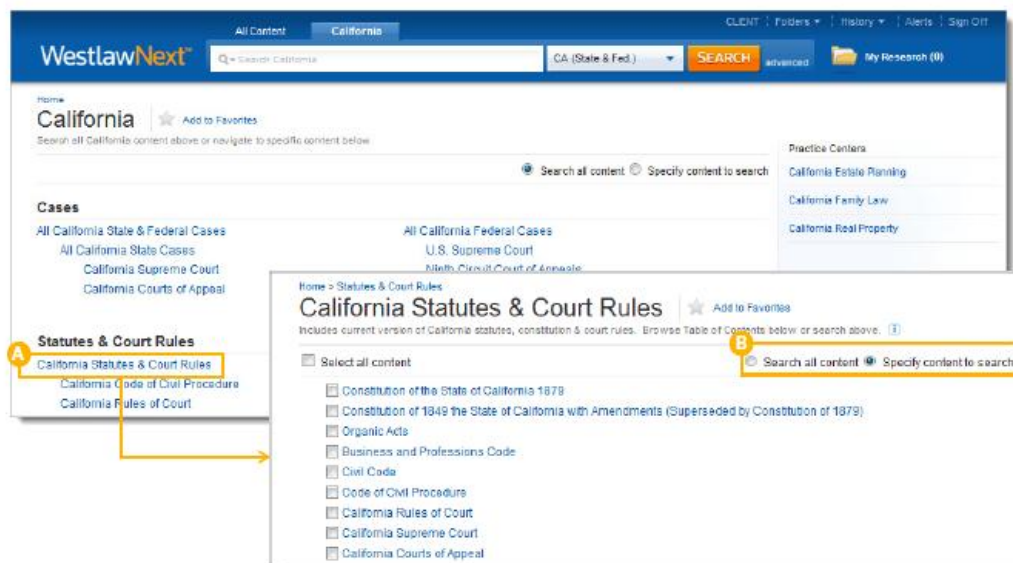 CLIENT Folders History Alerts Sign Off
All Content California
WestlawNext Search California CA (State & Fed.) SEARCH advanced My Research (0)
Home
California Add to Favorites
Search all California content above or navigate to specific content below
Search all content Specify content to search
Practice Centers
California Estate Planning
California Family Law
California Real Property
Cases
All California State & Federal Cases
All California State Cases
California Supreme Court
California Courts of Appeal
All California Federal Cases
U.S. Supreme Court
Ninth Circuit Court of Appeals
Statutes & Court Rules
A
California Statutes & Court Rules
California Code of Civil Procedure
California Rules of Court
Home > Statutes & Court Rules
California Statutes & Court Rules Add to Favorites
Includes current version of California statutes, constitution & court rules. Browse Table of Contents below or search above. i
B
Select all content Search all content Specify content to search
Constitution of the State of California 1879
Constitution of 1849 the State of California with Amendments (Superseded by Constitution of 1879)
Organic Acts
Business and Professions Code
Civil Code
Code of Civil Procedure
California Rules of Court
California Supreme Court
California Courts of Appeal